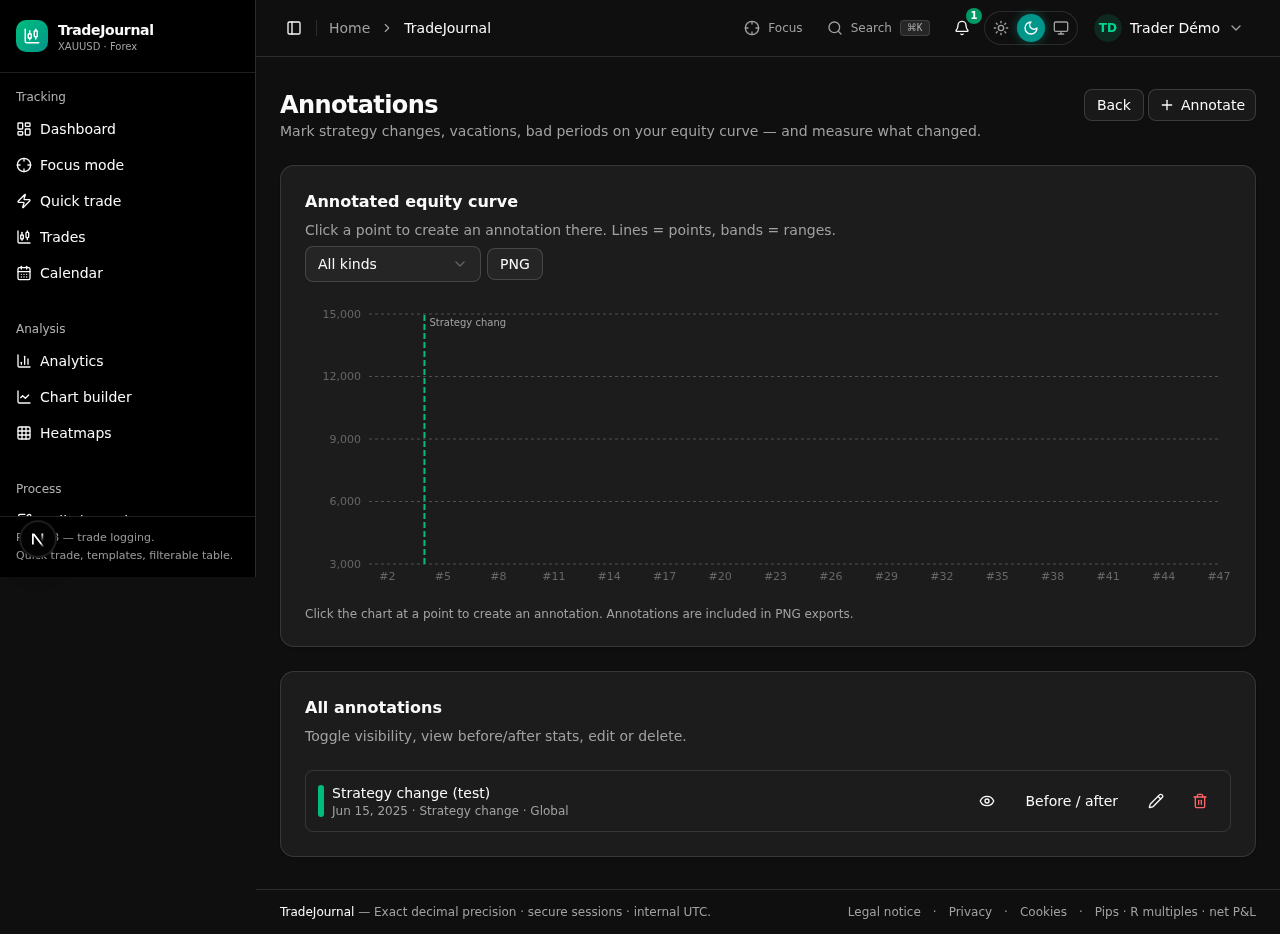 TradeJournal
XAUUSD · Forex
Home
TradeJournal
Focus
Search ⌘K
1
TD Trader Démo
Tracking
Dashboard
Focus mode
Quick trade
Trades
Calendar
Analysis
Analytics
Chart builder
Heatmaps
Process
— trade logging.
Quick trade, templates, filterable table.
Annotations
Mark strategy changes, vacations, bad periods on your equity curve — and measure what changed.
Back
Annotate
Annotated equity curve
Click a point to create an annotation there. Lines = points, bands = ranges.
All kinds
PNG
15,000
Strategy chang
12,000
9,000
6,000
3,000
#2 #5 #8 #11 #14 #17 #20 #23 #26 #29 #32 #35 #38 #41 #44 #47
Click the chart at a point to create an annotation. Annotations are included in PNG exports.
All annotations
Toggle visibility, view before/after stats, edit or delete.
Strategy change (test)
Jun 15, 2025 · Strategy change · Global
Before / after
TradeJournal — Exact decimal precision · secure sessions · internal UTC.
Legal notice · Privacy · Cookies · Pips · R multiples · net P&L